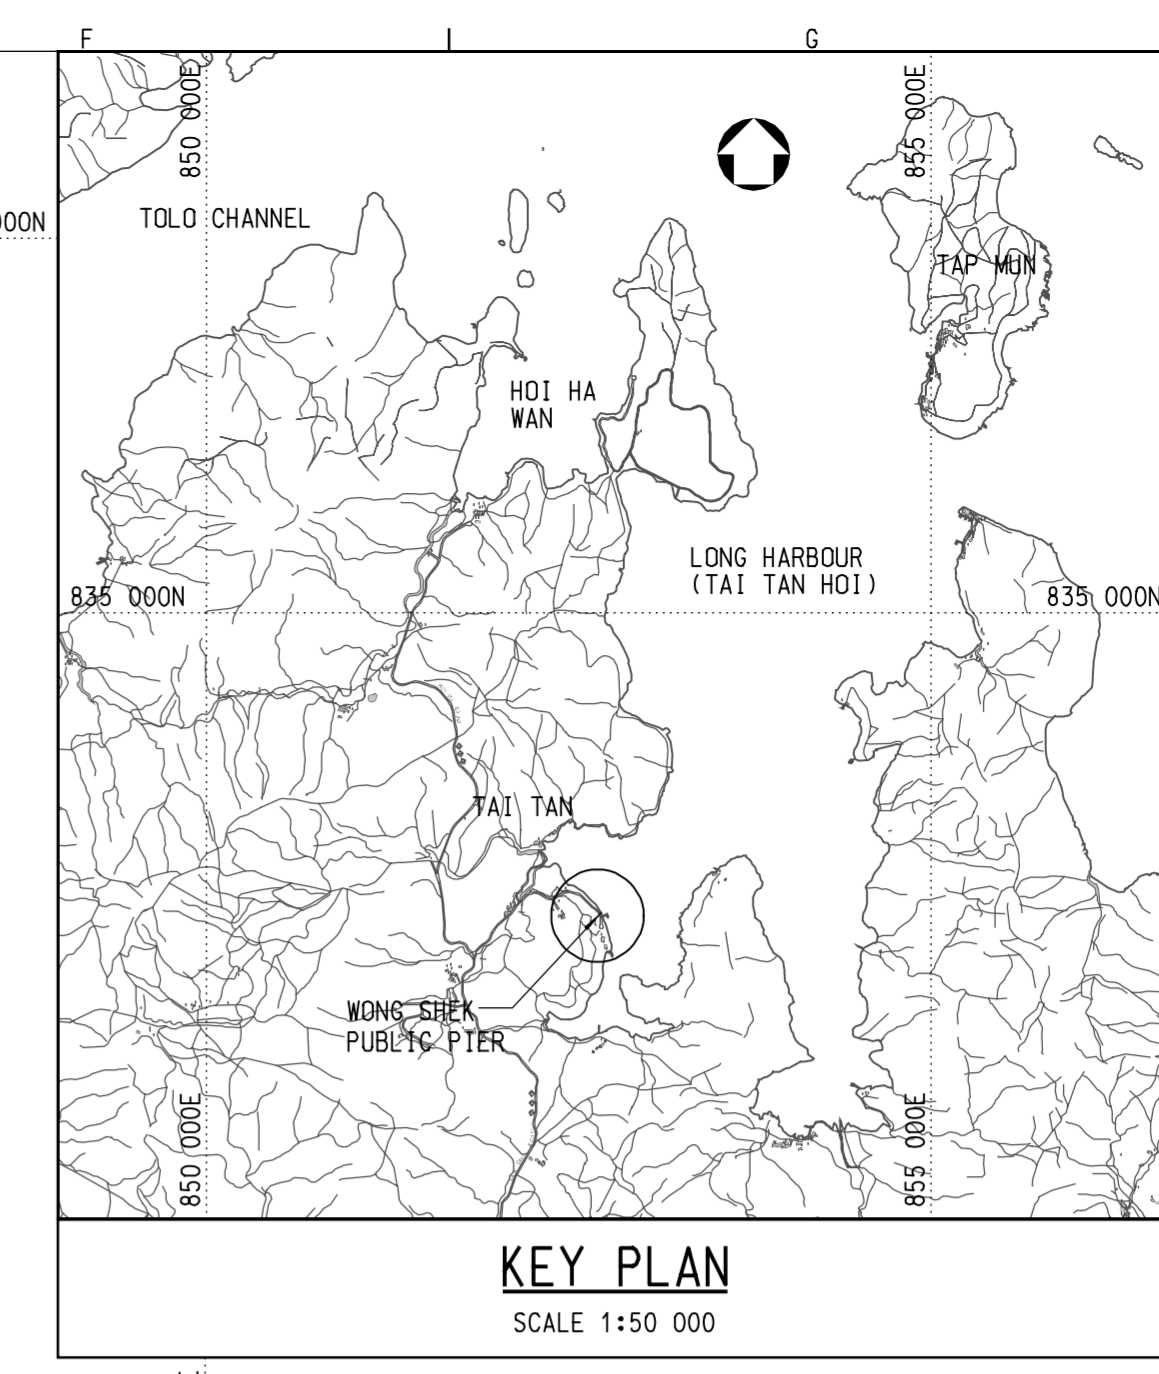 F
G
850 000E
855 000E
000N
TOLO CHANNEL
TAP MUN
HOI HA
WAN
LONG HARBOUR
(TAI TAN HOI)
835 000N
835 000N
TAI TAN
WONG SHEK
PUBLIC PIER
850 000E
855 000E
KEY PLAN
SCALE 1:50 000